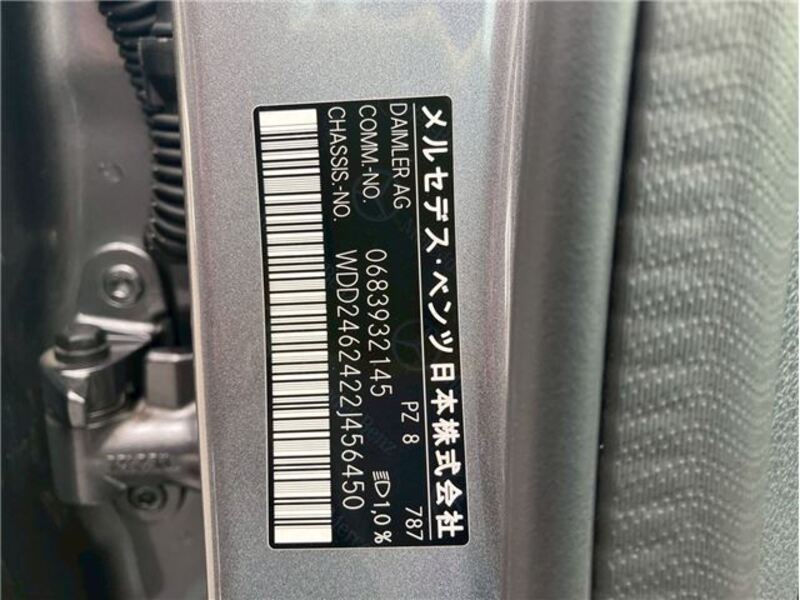 メルセデス・ベンツ日本株式会社
DAIMLER AG PZ 8 787
COMM.-NO. 0683932145 1,0 %
CHASSIS.-NO. WDD2462422J456450